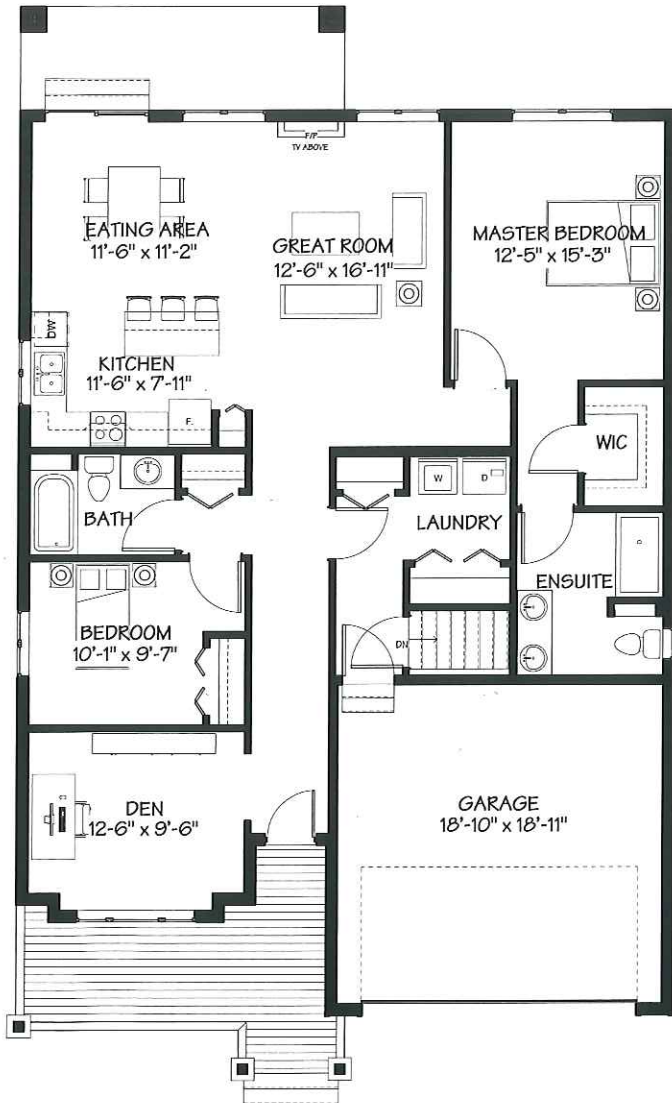 F/P
TV ABOVE
EATING AREA
11'-6" x 11'-2"
GREAT ROOM
12'-6" x 16'-11"
MASTER BEDROOM
12'-5" x 15'-3"
DW
KITCHEN
11'-6" x 7'-11"
F.
WIC
BATH
W
D
LAUNDRY
ENSUITE
BEDROOM
10'-1" x 9'-7"
DN
DEN
12-6" x 9'-6"
GARAGE
18'-10" x 18'-11"